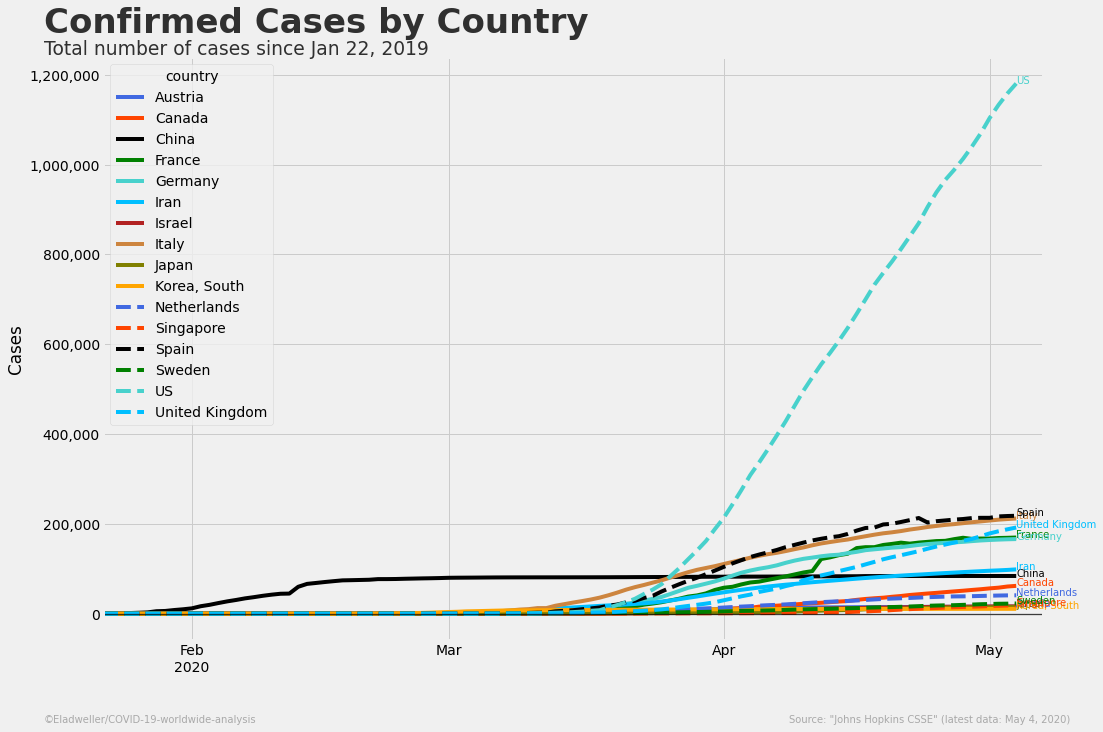 Confirmed Cases by Country
Total number of cases since Jan 22, 2019
1,200,000
1,000,000
800,000
600,000
400,000
200,000
0
Cases
country
Austria
Canada
China
France
Germany
Iran
Israel
Italy
Japan
Korea, South
Netherlands
Singapore
Spain
Sweden
US
United Kingdom
US
Spain
Italy
United Kingdom
France
Germany
Iran
China
Canada
Netherlands
Sweden
Feb
2020
Mar
Apr
May
©Eladweller/COVID-19-worldwide-analysis
Source: "Johns Hopkins CSSE" (latest data: May 4, 2020)